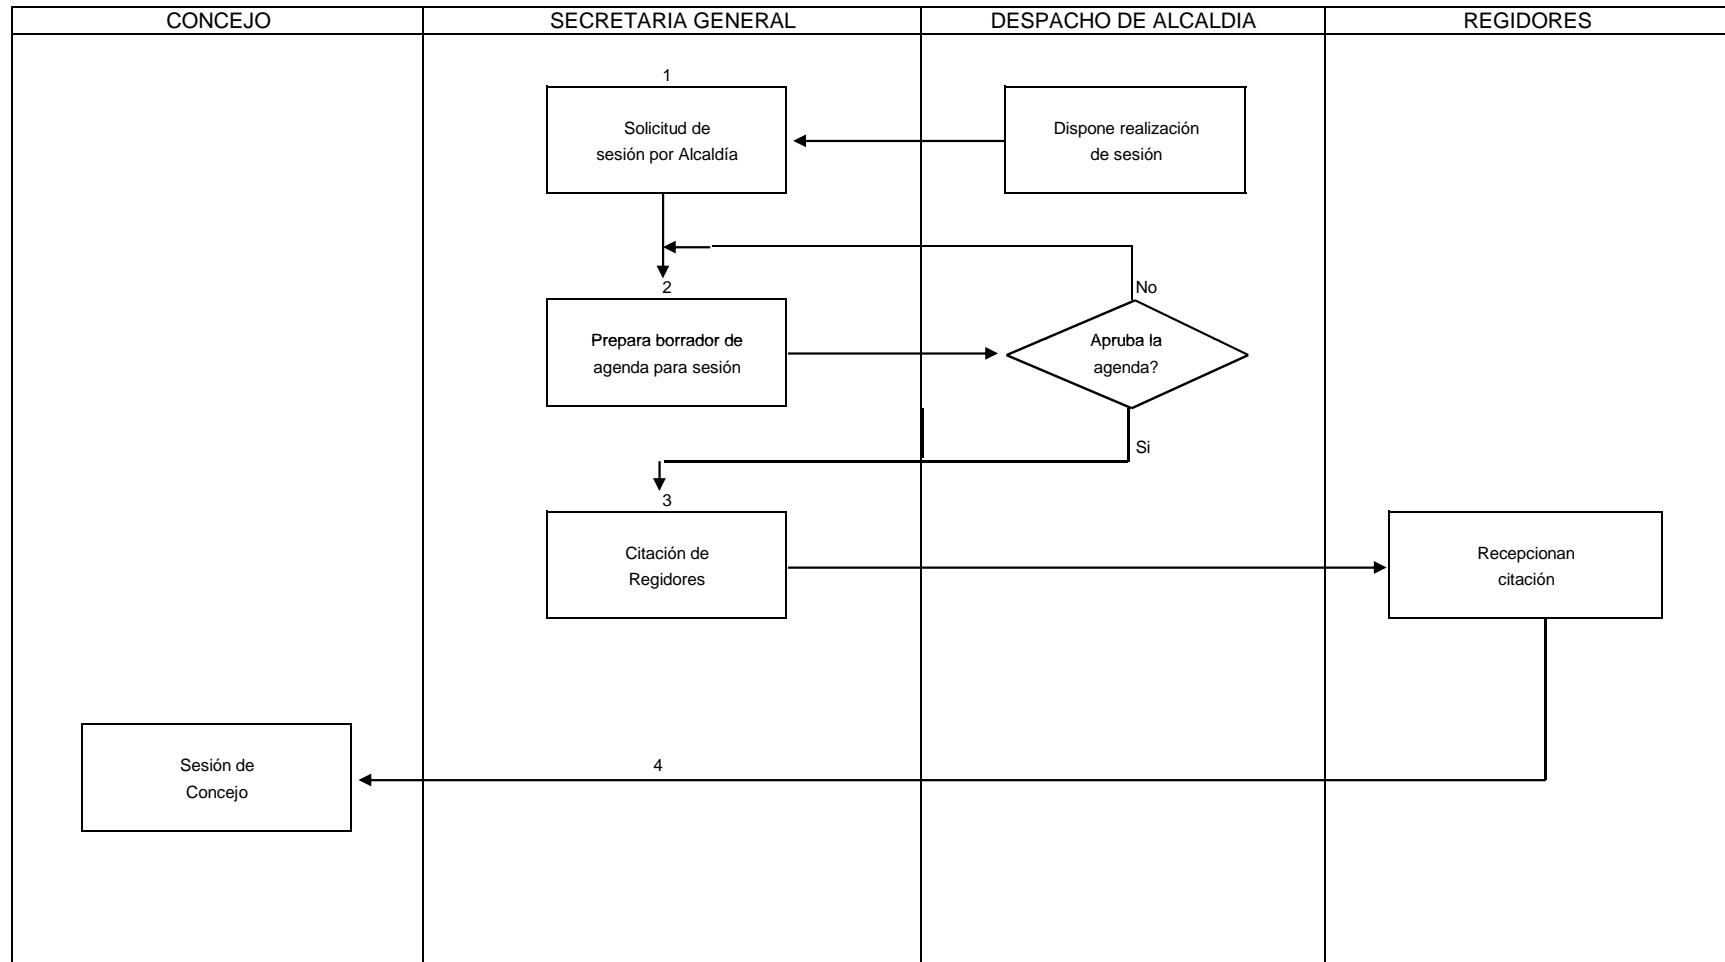 CONCEJO
SECRETARIA GENERAL
DESPACHO DE ALCALDIA
REGIDORES
1
Solicitud de
sesión por Alcaldía
Dispone realización
de sesión
2
No
Prepara borrador de
agenda para sesión
Apruba la
agenda?
Si
3
Citación de
Regidores
Recepcionan
citación
Sesión de
Concejo
4